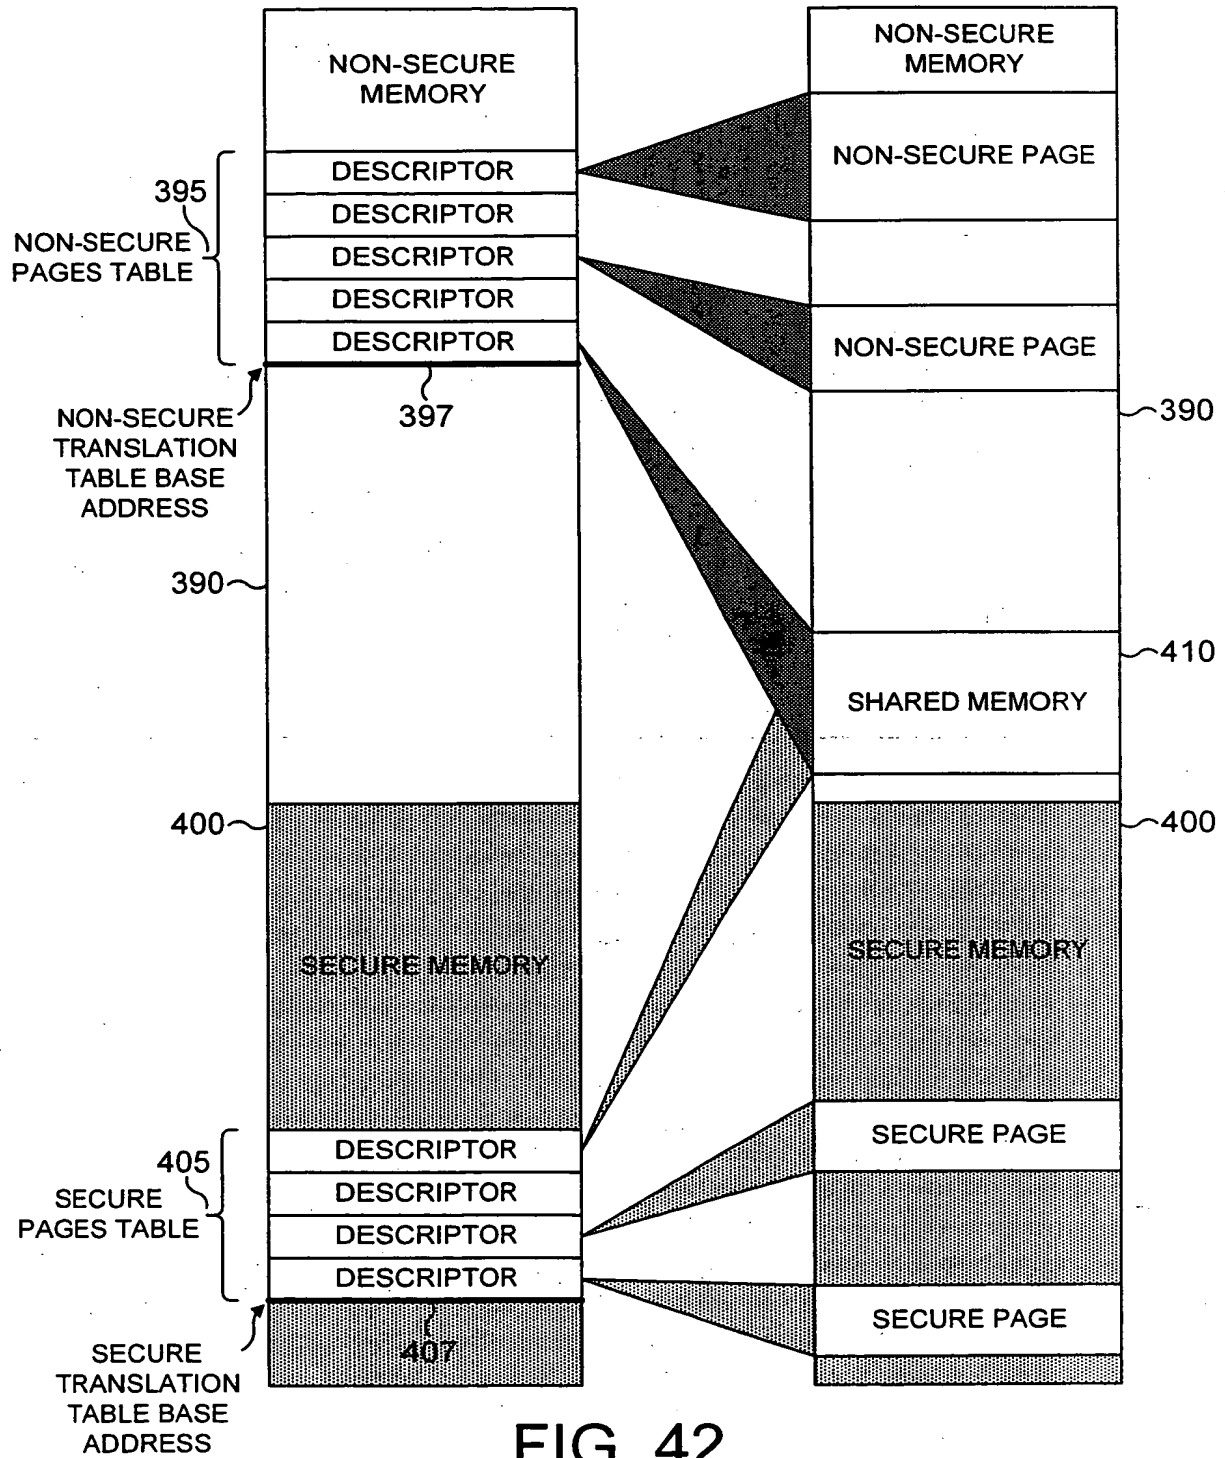 NON-SECURE
MEMORY
DESCRIPTOR
DESCRIPTOR
DESCRIPTOR
DESCRIPTOR
DESCRIPTOR
395
NON-SECURE
PAGES TABLE
397
NON-SECURE
TRANSLATION
TABLE BASE
ADDRESS
390
400
SECURE MEMORY
DESCRIPTOR
DESCRIPTOR
DESCRIPTOR
DESCRIPTOR
405
SECURE
PAGES TABLE
407
SECURE
TRANSLATION
TABLE BASE
ADDRESS
NON-SECURE
MEMORY
NON-SECURE PAGE
NON-SECURE PAGE
390
410
SHARED MEMORY
400
SECURE MEMORY
SECURE PAGE
SECURE PAGE
FIG. 42